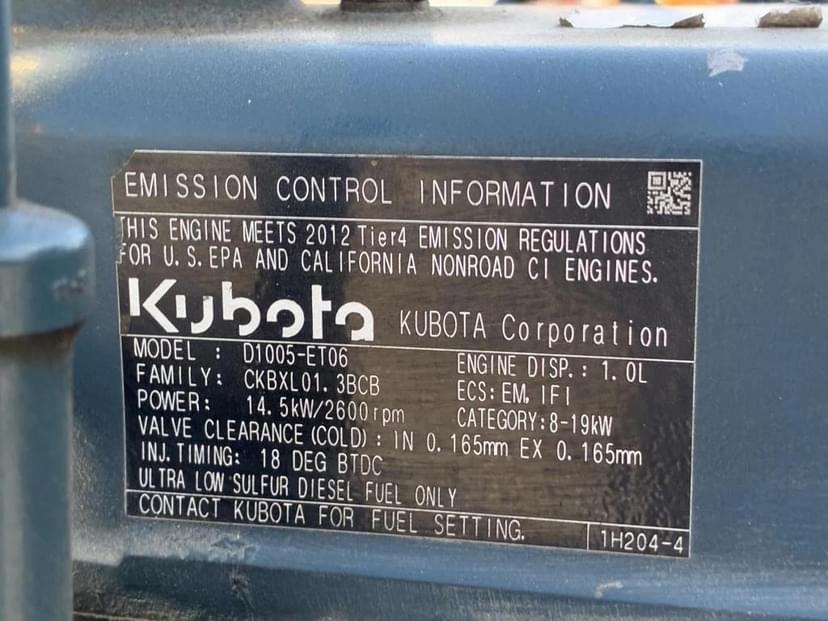 EMISSION CONTROL INFORMATION
THIS ENGINE MEETS 2012 Tier4 EMISSION REGULATIONS
FOR U.S.EPA AND CALIFORNIA NONROAD CI ENGINES.
Kubota KUBOTA Corporation
MODEL : D1005-ET06 ENGINE DISP.: 1.0L
FAMILY: CKBXL01.3BCB ECS:EM, IFI
POWER: 14.5kW/2600rpm CATEGORY:8-19kW
VALVE CLEARANCE(COLD): IN 0.165mm EX 0.165mm
INJ.TIMING: 18 DEG BTDC
ULTRA LOW SULFUR DIESEL FUEL ONLY
CONTACT KUBOTA FOR FUEL SETTING. 1H204-4